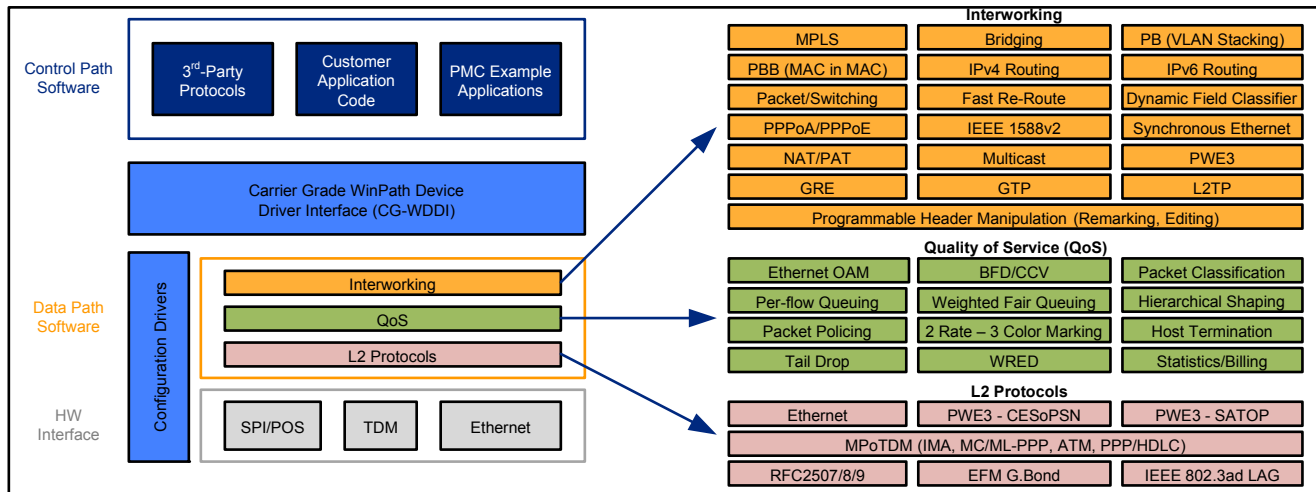 Control Path
Software
3rd-Party
Protocols
Customer
Application
Code
PMC Example
Applications
Carrier Grade WinPath Device
Driver Interface (CG-WDDI)
Data Path
Software
Configuration Drivers
Interworking
QoS
L2 Protocols
HW
Interface
SPI/POS
TDM
Ethernet
Interworking
MPLS
Bridging
PB (VLAN Stacking)
PBB (MAC in MAC)
IPv4 Routing
IPv6 Routing
Packet/Switching
Fast Re-Route
Dynamic Field Classifier
PPPoA/PPPoE
IEEE 1588v2
Synchronous Ethernet
NAT/PAT
Multicast
PWE3
GRE
GTP
L2TP
Programmable Header Manipulation (Remarking, Editing)
Quality of Service (QoS)
Ethernet OAM
BFD/CCV
Packet Classification
Per-flow Queuing
Weighted Fair Queuing
Hierarchical Shaping
Packet Policing
2 Rate – 3 Color Marking
Host Termination
Tail Drop
WRED
Statistics/Billing
L2 Protocols
Ethernet
PWE3 - CESoPSN
PWE3 - SATOP
MPoTDM (IMA, MC/ML-PPP, ATM, PPP/HDLC)
RFC2507/8/9
EFM G.Bond
IEEE 802.3ad LAG